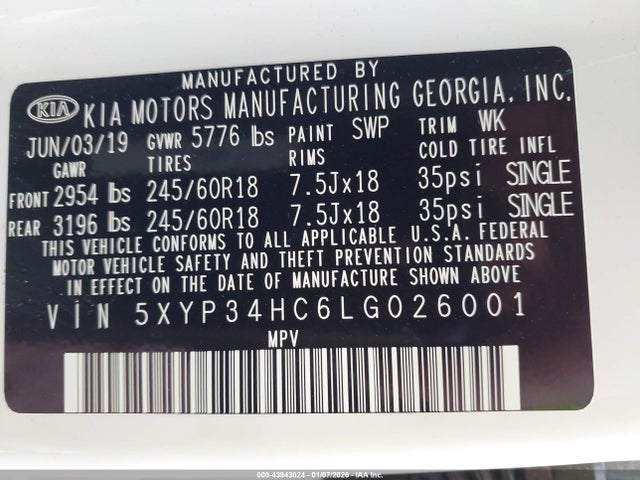 MANUFACTURED BY
KIA KIA MOTORS MANUFACTURING GEORGIA, INC.
JUN/03/19 GVWR 5776 lbs PAINT SWP TRIM WK
GAWR TIRES RIMS COLD TIRE INFL
FRONT 2954 lbs 245/60R18 7.5Jx18 35psi SINGLE
REAR 3196 lbs 245/60R18 7.5Jx18 35psi SINGLE
THIS VEHICLE CONFORMS TO ALL APPLICABLE U.S.A. FEDERAL
MOTOR VEHICLE SAFETY AND THEFT PREVENTION STANDARDS
IN EFFECT ON THE DATE OF MANUFACTURE SHOWN ABOVE
VIN 5XYP34HC6LG026001
MPV
000-43943024 - 01/07/2026 - IAA Inc.